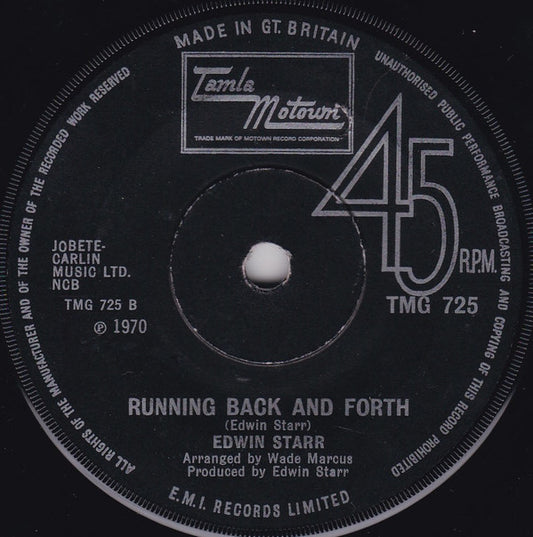 MADE IN GT. BRITAIN
UNAUTHORISED PUBLIC PERFORMANCE BROADCASTING AND COPYING OF THIS RECORD PROHIBITED
ALL RIGHTS OF THE MANUFACTURER AND OF THE OWNER OF THE RECORDED WORK RESERVED
Tamla
Motown
TRADE MARK OF MOTOWN RECORD CORPORATION
45
R.P.M.
TMG 725
JOBETE-
CARLIN
MUSIC LTD.
NCB
TMG 725 B
℗ 1970
RUNNING BACK AND FORTH
(Edwin Starr)
EDWIN STARR
Arranged by Wade Marcus
Produced by Edwin Starr
E.M.I. RECORDS LIMITED